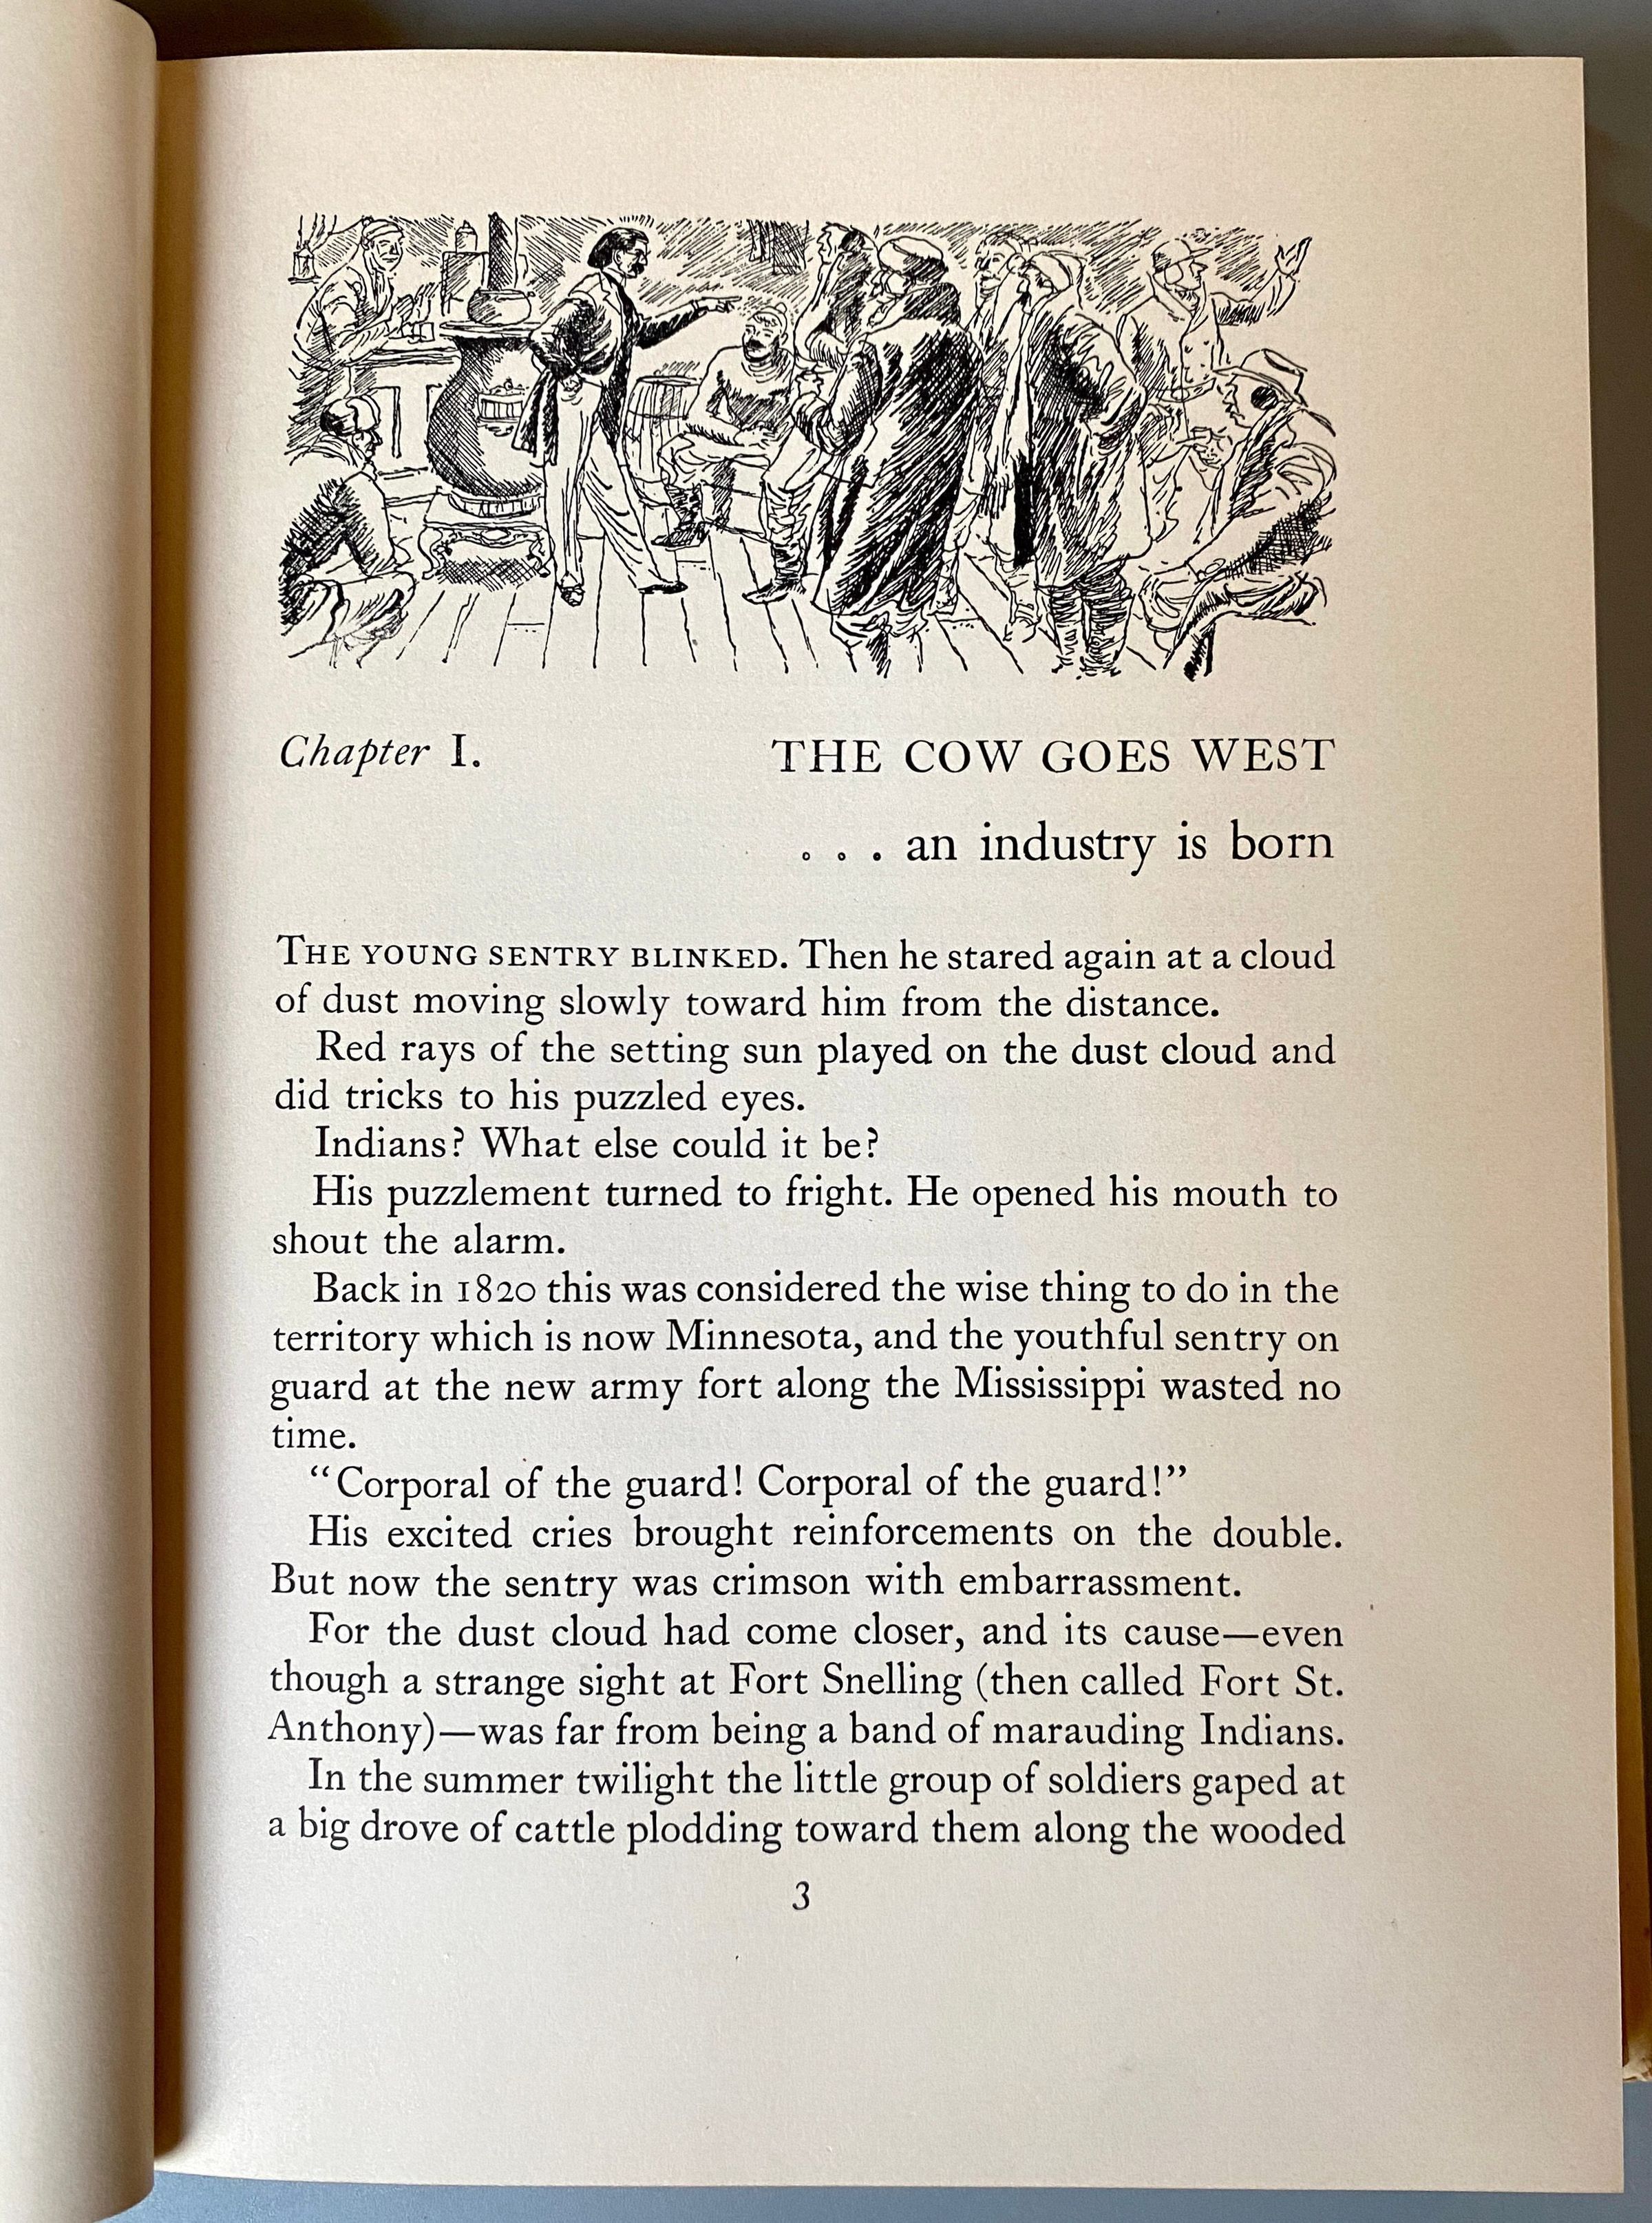 Chapter I. THE COW GOES WEST
. . . an industry is born
THE YOUNG SENTRY BLINKED. Then he stared again at a cloud
of dust moving slowly toward him from the distance.
Red rays of the setting sun played on the dust cloud and
did tricks to his puzzled eyes.
Indians? What else could it be?
His puzzlement turned to fright. He opened his mouth to
shout the alarm.
Back in 1820 this was considered the wise thing to do in the
territory which is now Minnesota, and the youthful sentry on
guard at the new army fort along the Mississippi wasted no
time.
“Corporal of the guard! Corporal of the guard!”
His excited cries brought reinforcements on the double.
But now the sentry was crimson with embarrassment.
For the dust cloud had come closer, and its cause—even
though a strange sight at Fort Snelling (then called Fort St.
Anthony)—was far from being a band of marauding Indians.
In the summer twilight the little group of soldiers gaped at
a big drove of cattle plodding toward them along the wooded
3